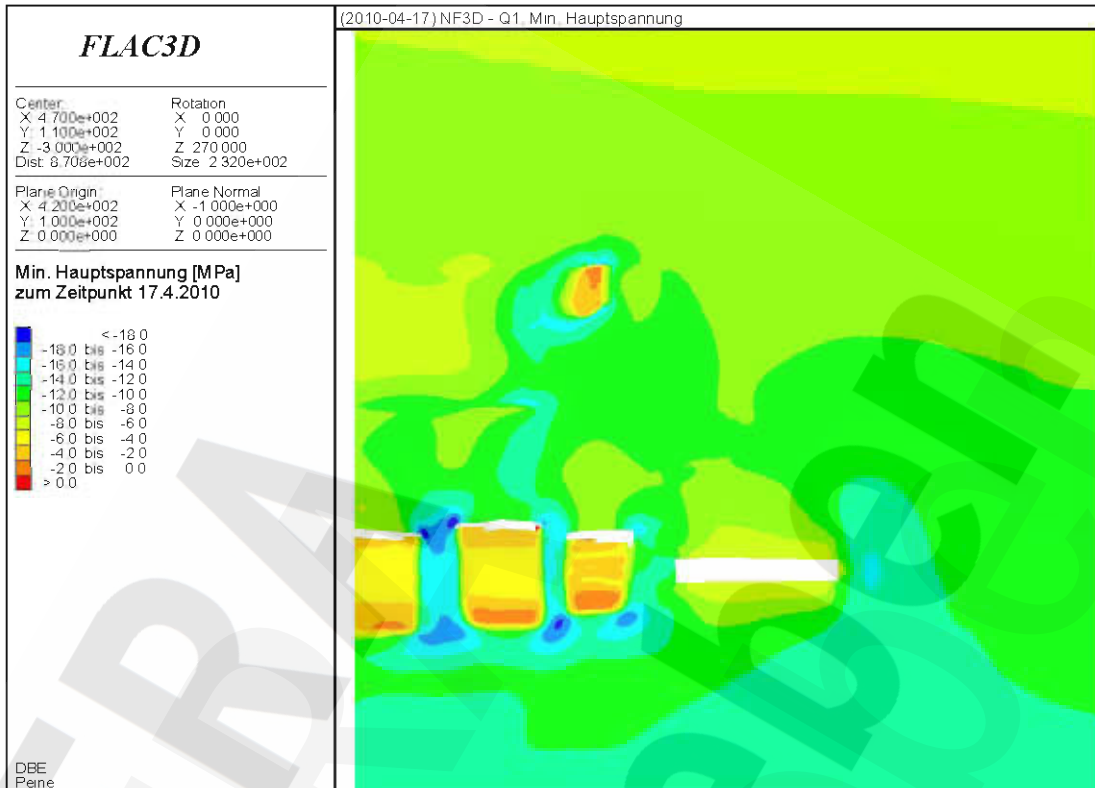 (2010-04-17) NF3D - Q1, Min. Hauptspannung
FLAC3D
Center: Rotation
X: 4.700e+002 X: 0.000
Y: 1.100e+002 Y: 0.000
Z: -3.000e+002 Z: 270.000
Dist: 8.708e+002 Size: 2.320e+002
Plane Origin: Plane Normal
X: 4.200e+002 X: -1.000e+000
Y: 1.000e+002 Y: 0.000e+000
Z: 0.000e+000 Z: 0.000e+000
Min. Hauptspannung [MPa]
zum Zeitpunkt 17.4.2010
< -18.0
-18.0 bis -16.0
-16.0 bis -14.0
-14.0 bis -12.0
-12.0 bis -10.0
-10.0 bis -8.0
-8.0 bis -6.0
-6.0 bis -4.0
-4.0 bis -2.0
-2.0 bis 0.0
> 0.0
DBE
Peine